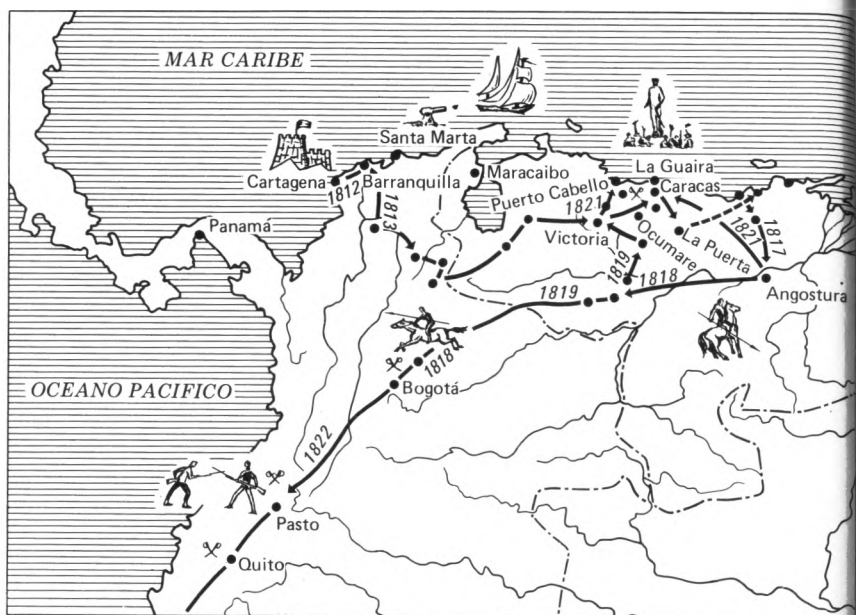 MAR CARIBE
Santa Marta
Cartagena
Barranquilla
Maracaibo
La Guaira
Caracas
Puerto Cabello
1812
1813
1821
Panamá
Victoria
Ocumare
La Puerta
1821
1817
1819
1818
Angostura
1819
1818
OCEANO PACIFICO
Bogotá
1822
Pasto
Quito